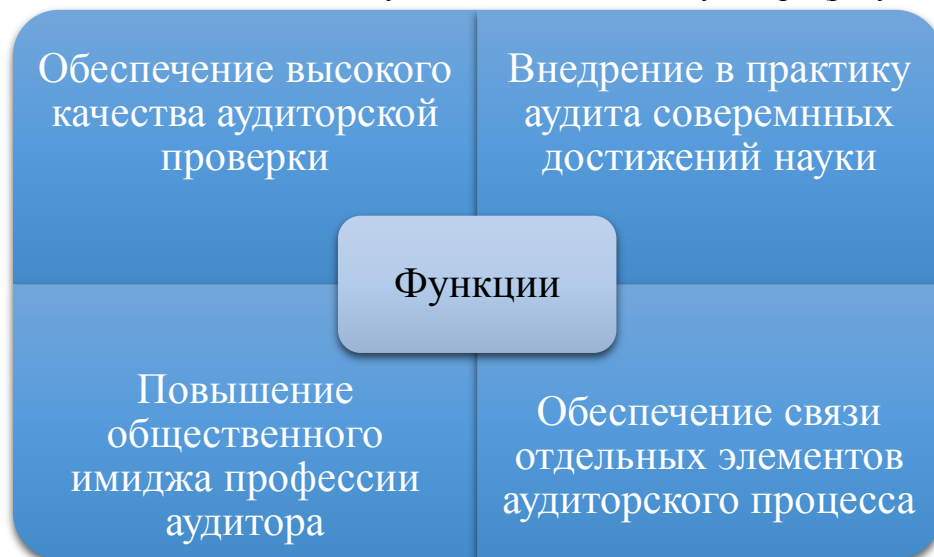 Обеспечение высокого
качества аудиторской
проверки
Внедрение в практику
аудита соверемнных
достижений науки
Функции
Повышение
общественного
имиджа профессии
аудитора
Обеспечение связи
отдельных элементов
аудиторского процесса